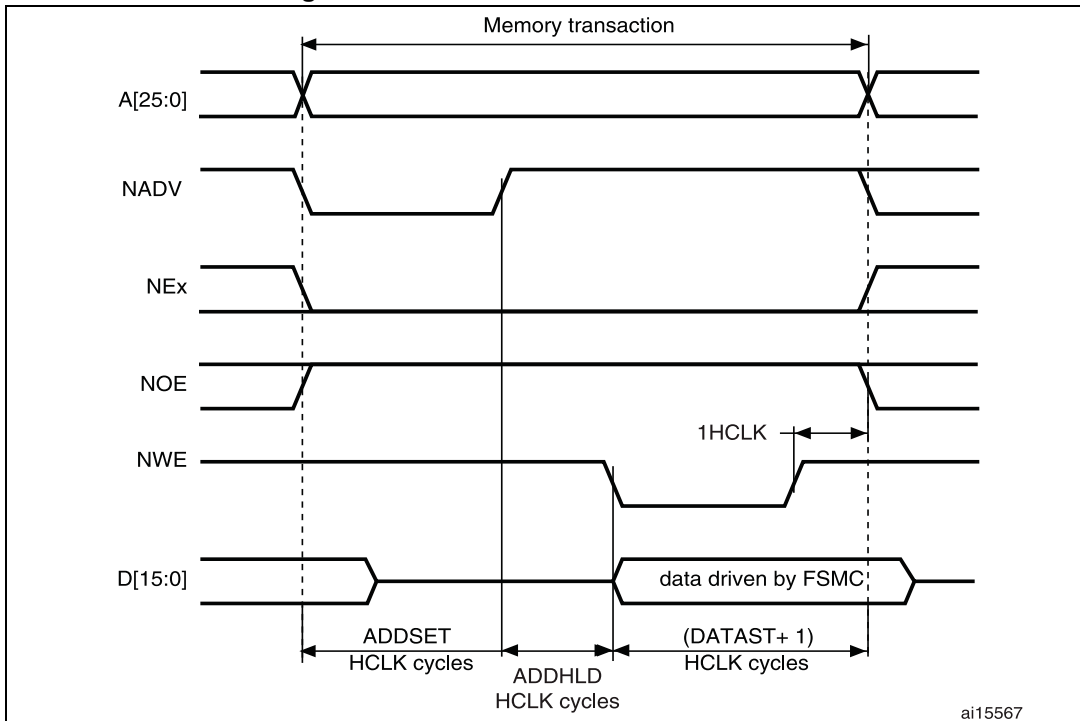 Memory transaction
A[25:0]
NADV
NEx
NOE
1HCLK
NWE
D[15:0]
data driven by FSMC
ADDSET
HCLK cycles
(DATAST+ 1)
HCLK cycles
ADDHLD
HCLK cycles
ai15567